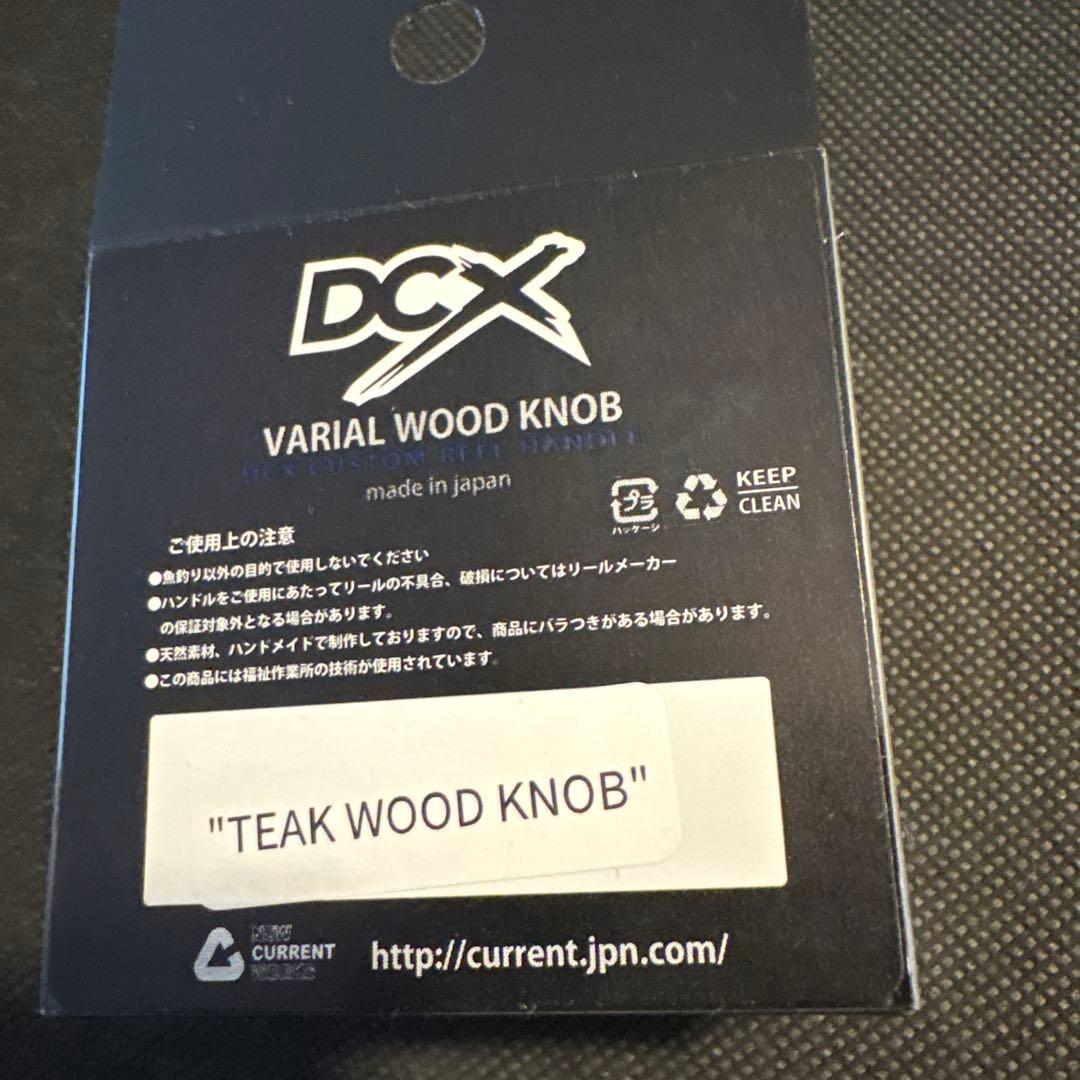 DCX
VARIAL WOOD KNOB
DCX CUSTOM REEL HANDLE
made in japan
プラ
パッケージ
KEEP
CLEAN
ご使用上の注意
●魚釣り以外の目的で使用しないでください
●ハンドルをご使用にあたってリールの不具合、破損についてはリールメーカー
の保証対象外となる場合があります。
●天然素材、ハンドメイドで制作しておりますので、商品にバラつきがある場合があります。
●この商品には福祉作業所の技術が使用されています。
"TEAK WOOD KNOB"
NEW
CURRENT
http://current.jpn.com/